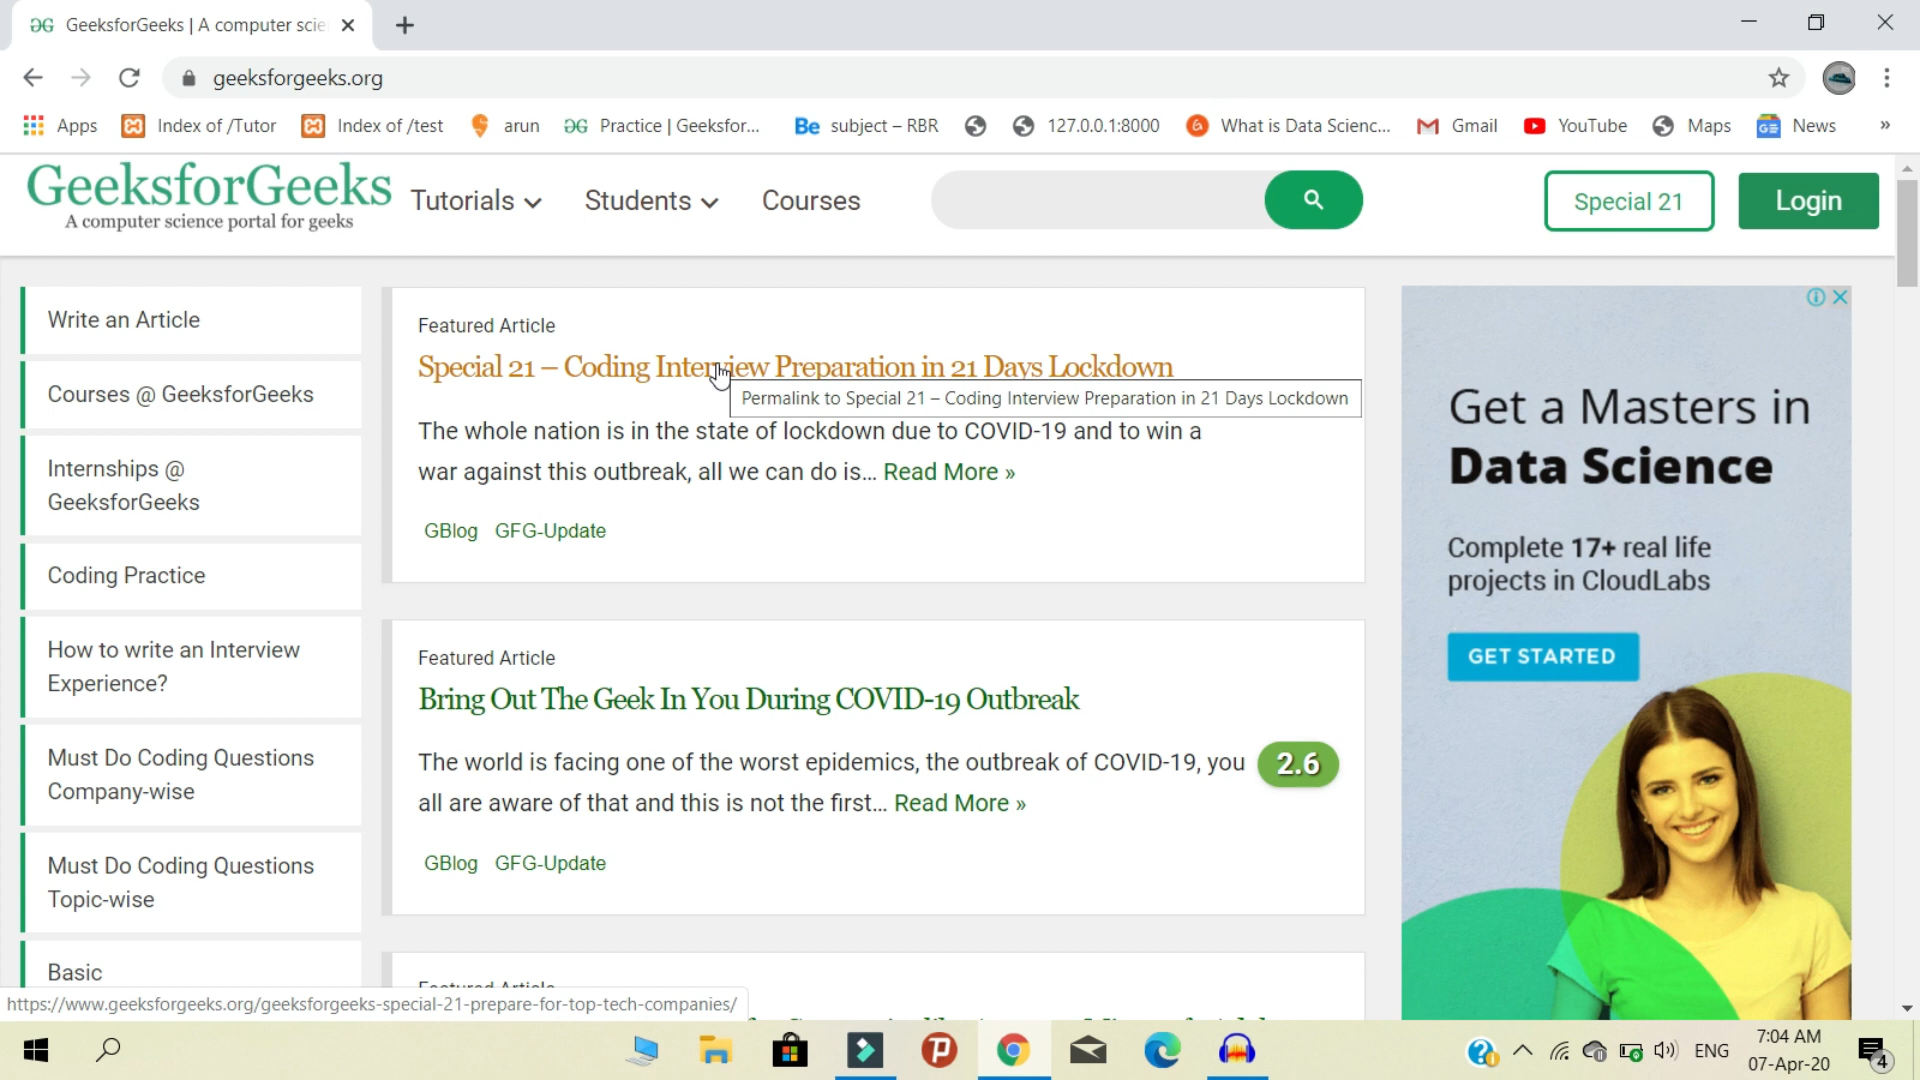 GeeksforGeeks | A computer scie
geeksforgeeks.org
Apps
Index of /Tutor
Index of /test
arun
Practice | Geeksfor...
Be subject – RBR
127.0.0.1:8000
What is Data Scienc...
Gmail
YouTube
Maps
News
»
GeeksforGeeks
A computer science portal for geeks
Tutorials
Students
Courses
Special 21
Login
Write an Article
Courses @ GeeksforGeeks
Internships @
GeeksforGeeks
Coding Practice
How to write an Interview
Experience?
Must Do Coding Questions
Company-wise
Must Do Coding Questions
Topic-wise
Basic
Featured Article
Special 21 – Coding Interview Preparation in 21 Days Lockdown
Permalink to Special 21 – Coding Interview Preparation in 21 Days Lockdown
The whole nation is in the state of lockdown due to COVID-19 and to win a
war against this outbreak, all we can do is... Read More »
GBlog GFG-Update
Featured Article
Bring Out The Geek In You During COVID-19 Outbreak
The world is facing one of the worst epidemics, the outbreak of COVID-19, you
all are aware of that and this is not the first... Read More »
2.6
GBlog GFG-Update
Featured Article
Get a Masters in
Data Science
Complete 17+ real life
projects in CloudLabs
GET STARTED
https://www.geeksforgeeks.org/geeksforgeeks-special-21-prepare-for-top-tech-companies/
ENG
7:04 AM
07-Apr-20
4